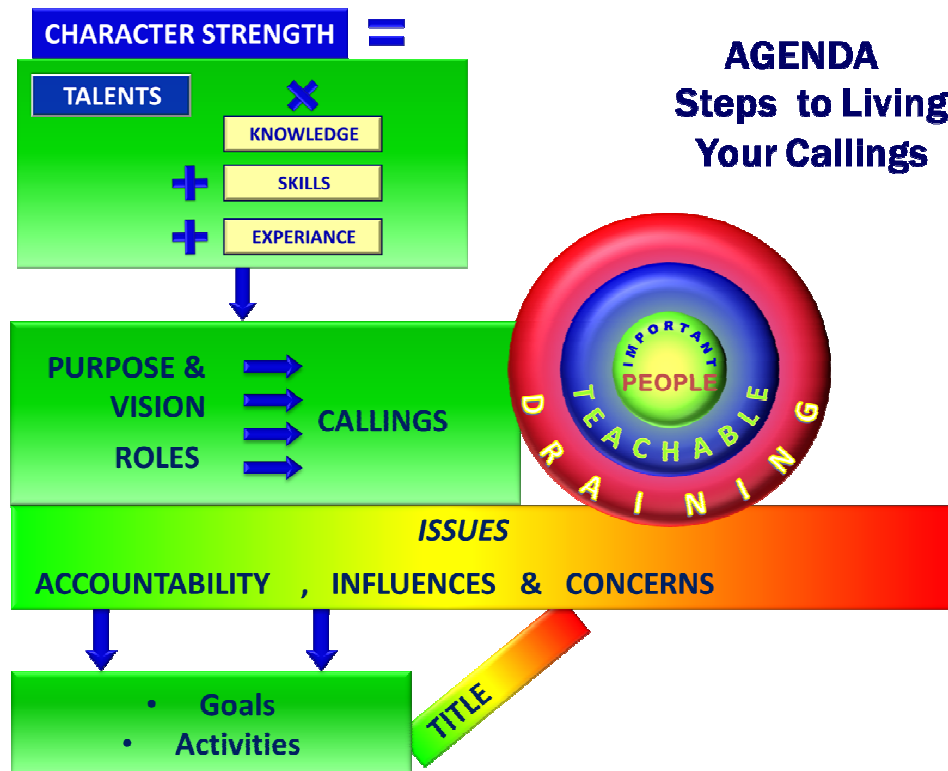 CHARACTER STRENGTH =
AGENDA
Steps to Living
Your Callings
TALENTS ×
KNOWLEDGE
+ SKILLS
+ EXPERIANCE
PURPOSE &
VISION
ROLES
CALLINGS
IMPORTANT
PEOPLE
TEACHABLE
DRAINING
ISSUES
ACCOUNTABILITY , INFLUENCES & CONCERNS
• Goals
• Activities
TITLE